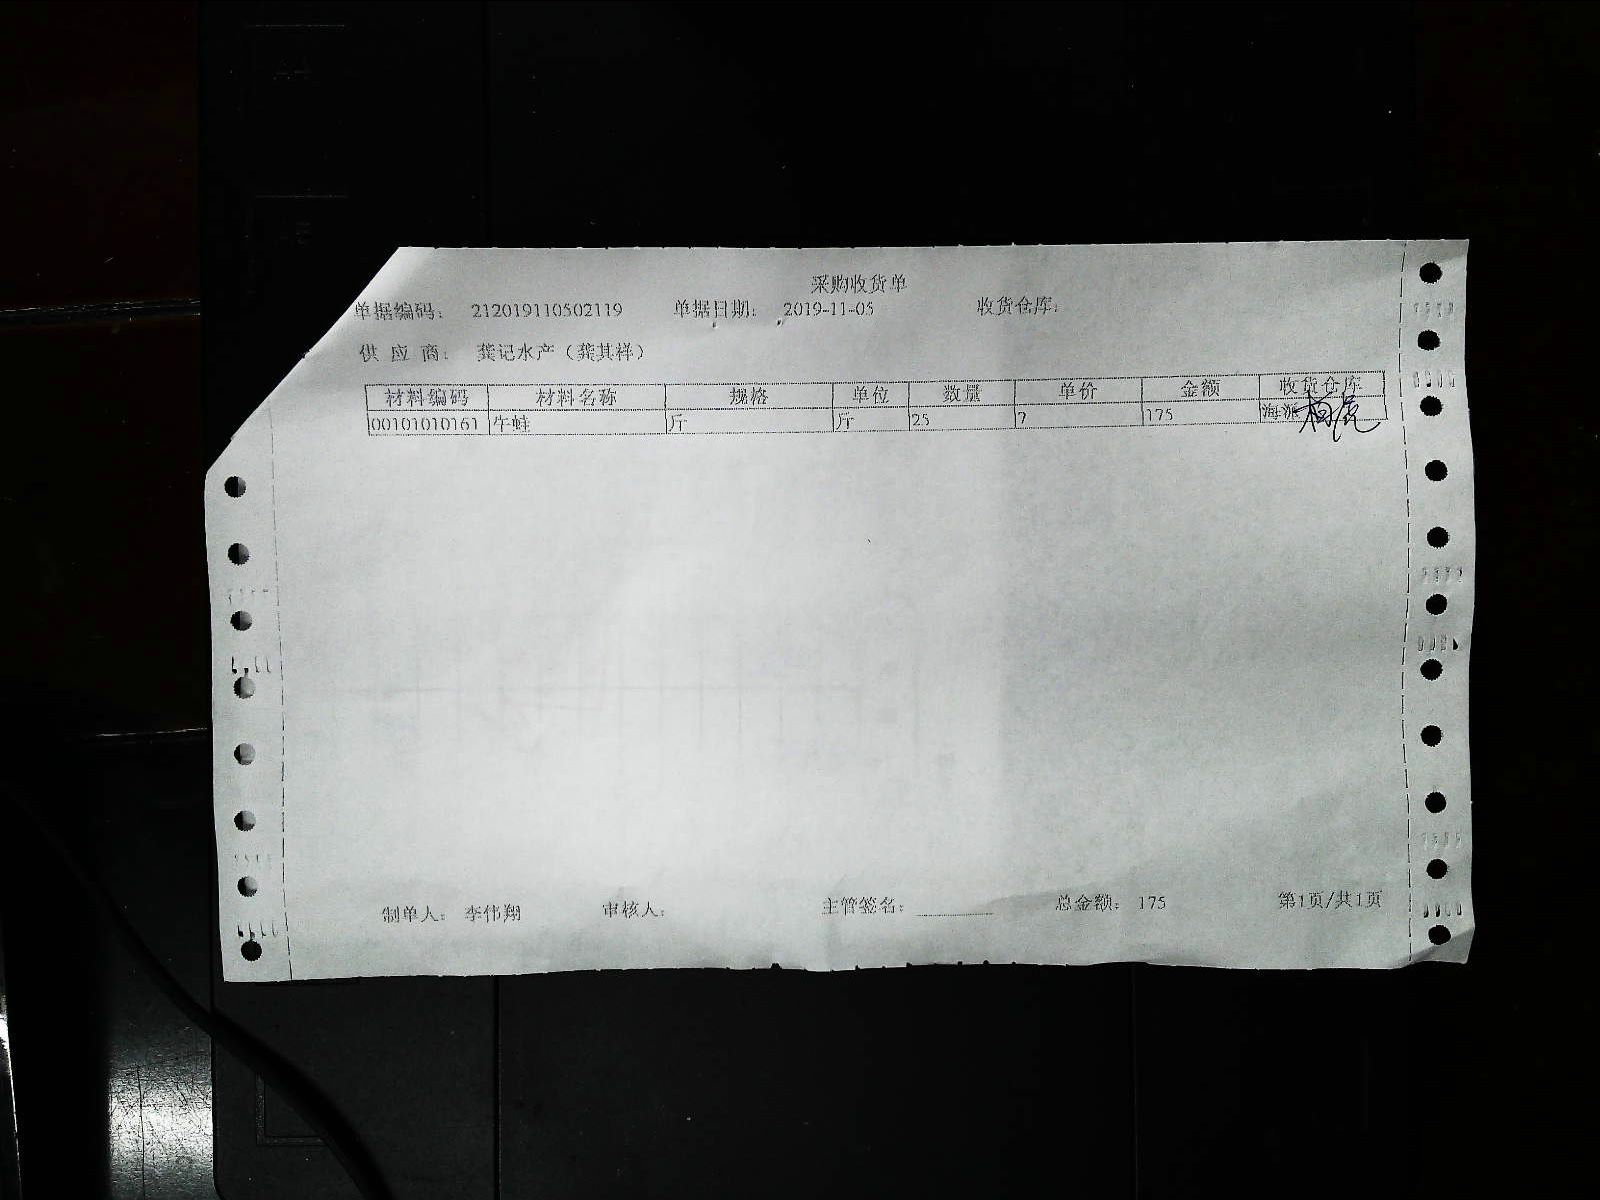 采购收货单
单据编码： 212019110502119 单据日期： 2019-11-05 收货仓库：
供 应 商： 龚记水产（龚其祥）
材料编码 材料名称 规格 单位 数量 单价 金额 收货仓库
00101010161 牛蛙 斤 斤 25 7 175 海派
制单人： 李伟翔 审核人： 主管签名： 总金额： 175 第1页/共1页